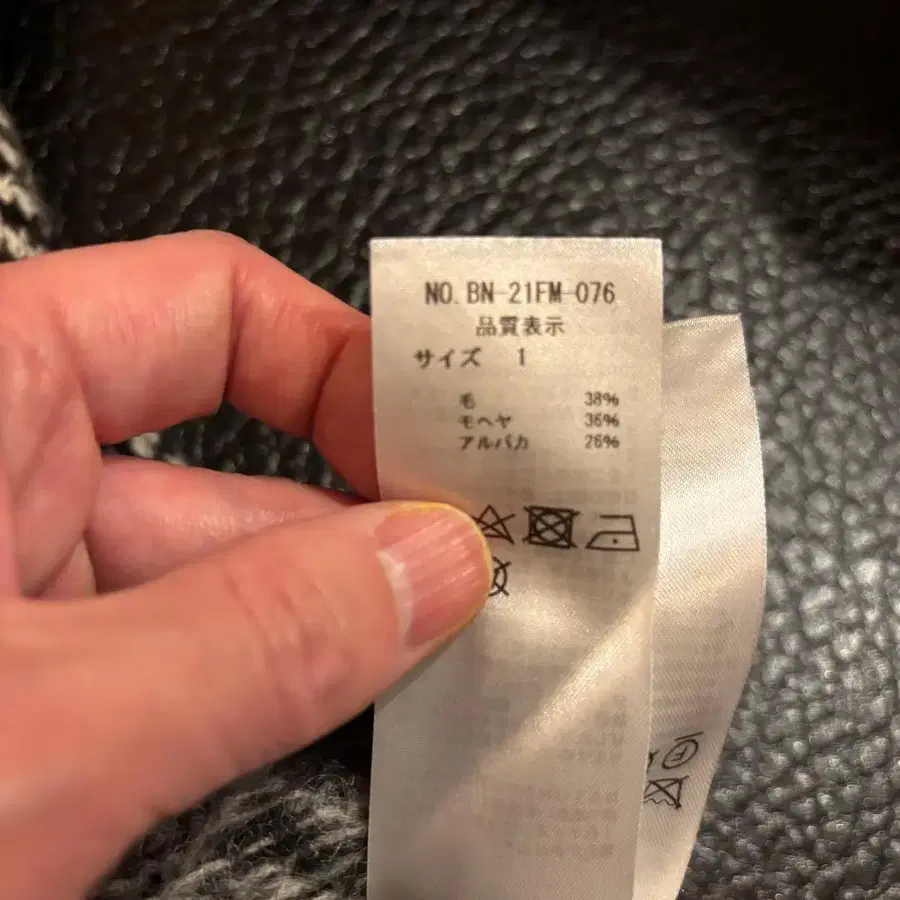 NO. BN-21FM-076
品質表示
サイズ 1
毛 38%
モヘヤ 36%
アルパカ 26%
F